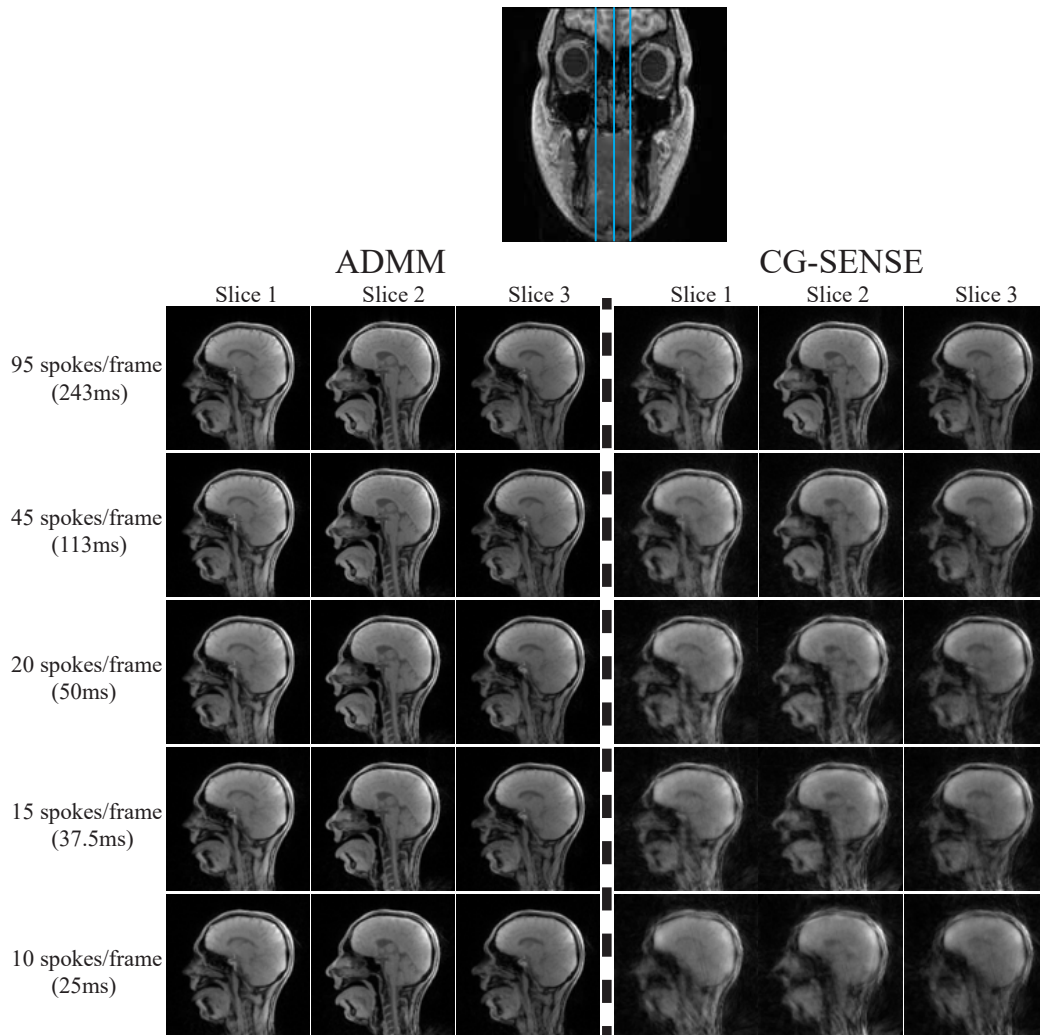 ADMM CG-SENSE
Slice 1 Slice 2 Slice 3 Slice 1 Slice 2 Slice 3
95 spokes/frame
(243ms)
45 spokes/frame
(113ms)
20 spokes/frame
(50ms)
15 spokes/frame
(37.5ms)
10 spokes/frame
(25ms)